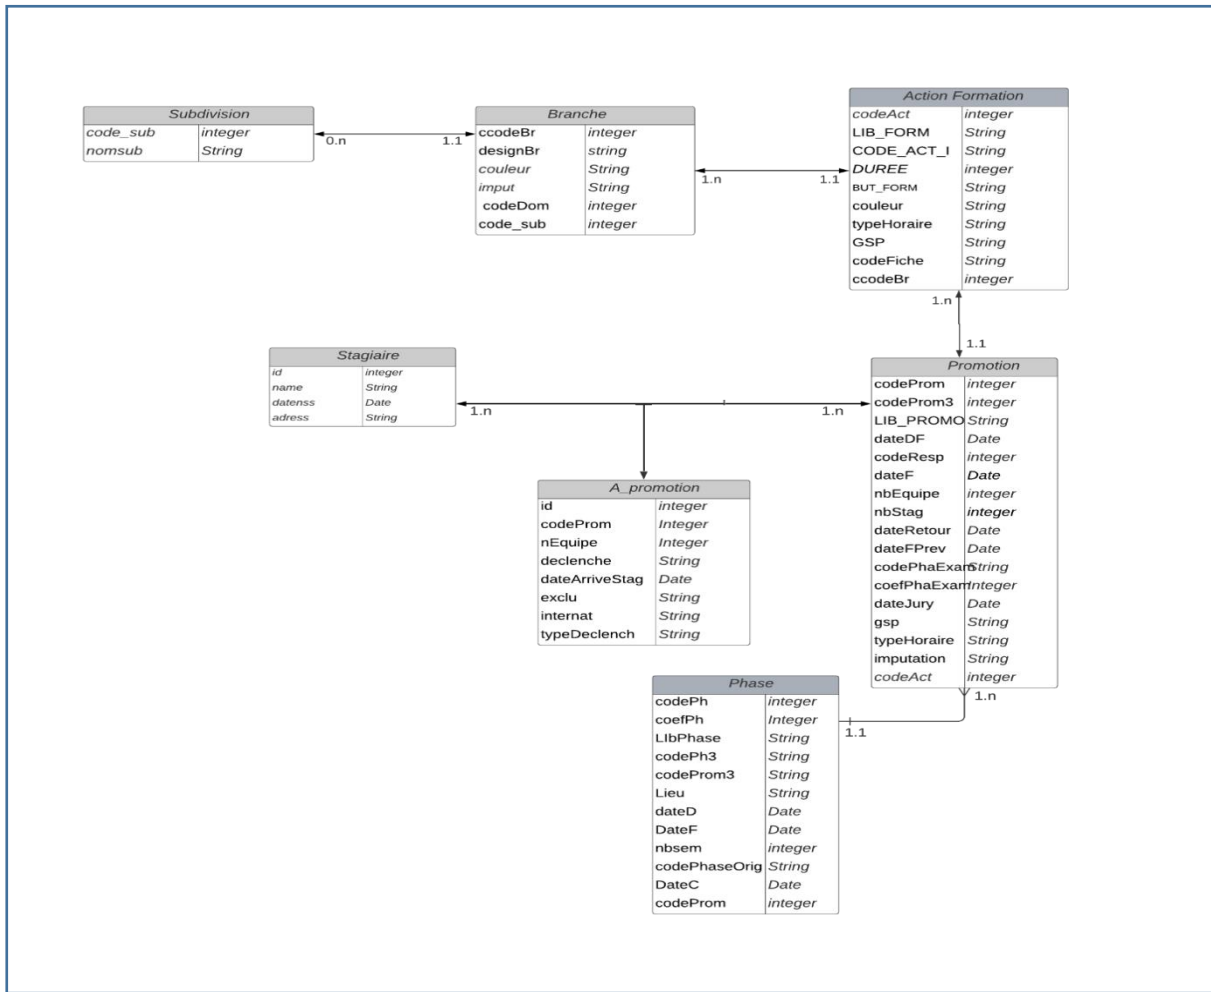 Subdivision
code_sub integer
nomsub String
0.n
1.1
Branche
ccodeBr integer
designBr string
couleur String
imput String
codeDom integer
code_sub integer
1.n
1.1
Action Formation
codeAct integer
LIB_FORM String
CODE_ACT_I String
DUREE integer
BUT_FORM String
couleur String
typeHoraire String
GSP String
codeFiche String
ccodeBr integer
1.n
1.1
Stagiaire
id integer
name String
datenss Date
adress String
1.n
1.n
Promotion
codeProm integer
codeProm3 integer
LIB_PROMO String
dateDF Date
codeResp integer
dateF Date
nbEquipe integer
nbStag integer
dateRetour Date
dateFPrev Date
codePhaExam String
coefPhaExam Integer
dateJury Date
gsp String
typeHoraire String
imputation String
codeAct integer
1.n
1.1
A_promotion
id integer
codeProm Integer
nEquipe Integer
declenche String
dateArriveStag Date
exclu String
internat String
typeDeclench String
Phase
codePh integer
coefPh Integer
LIbPhase String
codePh3 String
codeProm3 String
Lieu String
dateD Date
DateF Date
nbsem integer
codePhaseOrig String
DateC Date
codeProm integer